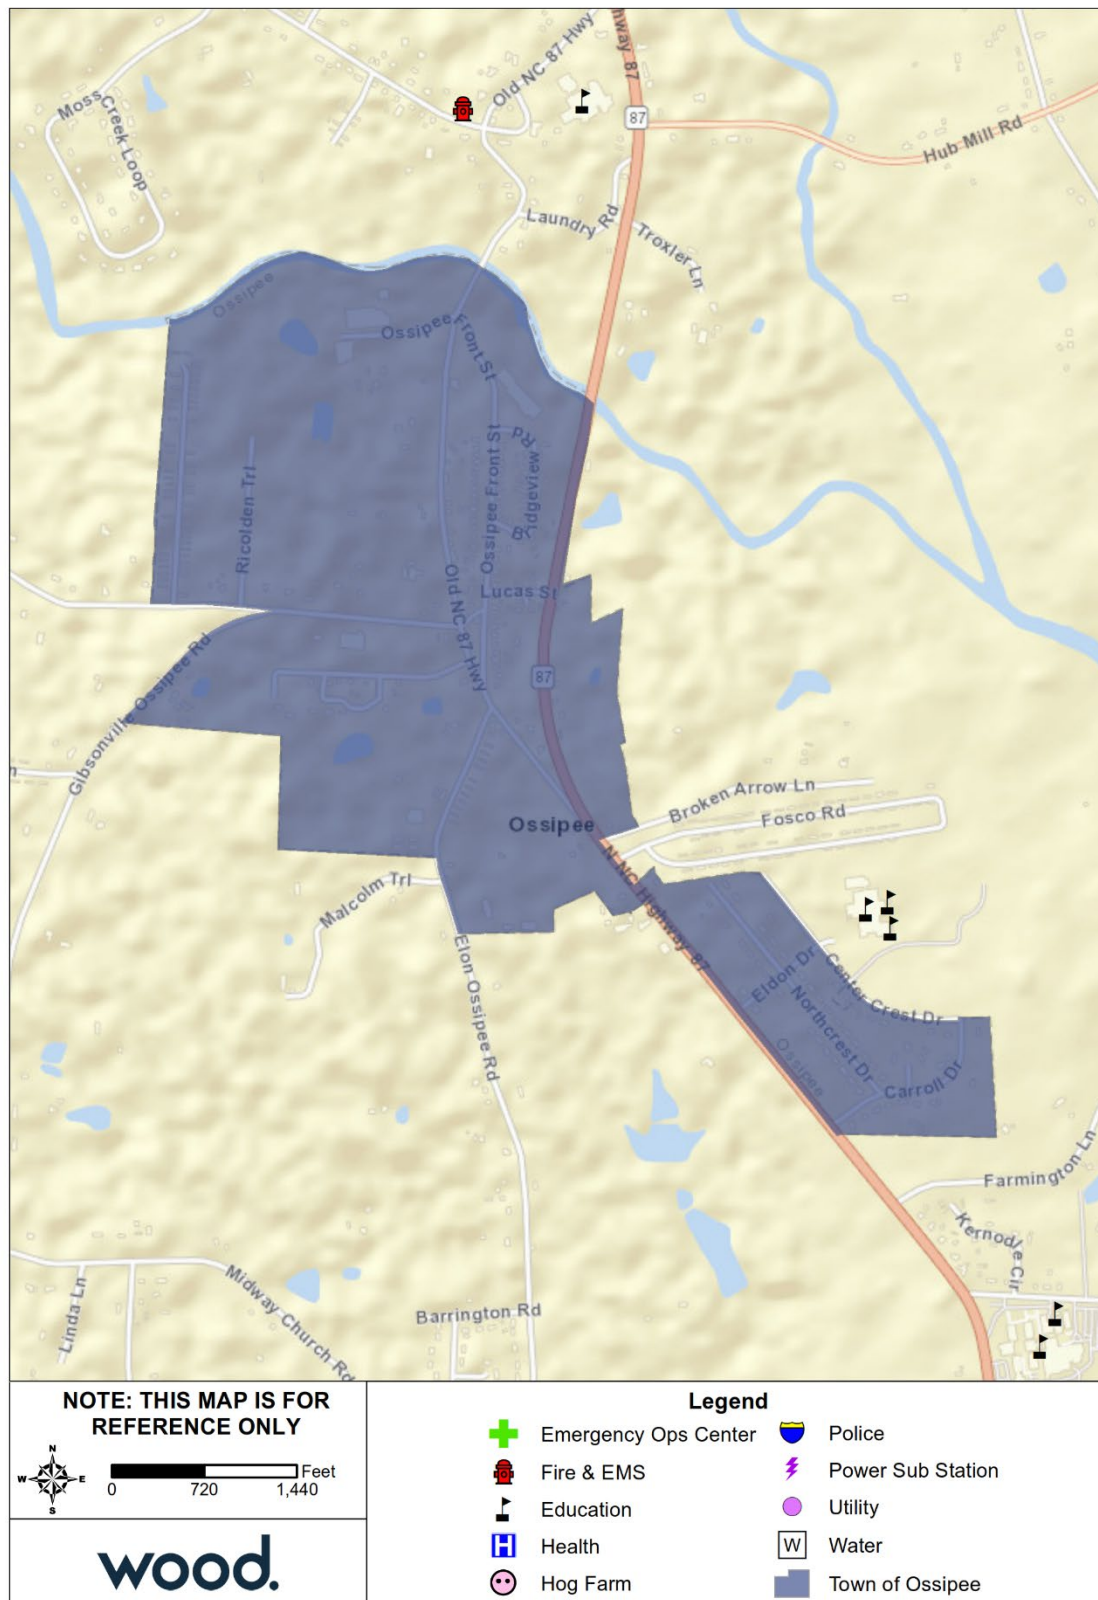 Old NC 87 Hwy
hway 87
Moss Creek Loop
87
Hub Mill Rd
Laundry Rd
Troxler Ln
Ossipee
Ossipee Front St
Ossipee Front St
Ridgeview Rd
Br
Ricolden Trl
Old NC 87 Hwy
Lucas St
Gibsonville Ossipee Rd
87
n
Broken Arrow Ln
Fosco Rd
Ossipee
N NC Highway 87
Malcolm Trl
Elon Ossipee Rd
Eldon Dr
Center Crest Dr
Northcrest Dr
Ossipee
Carroll Dr
Farmington Ln
Kernodle Cir
Linda Ln
Midway Church Rd
Barrington Rd
NOTE: THIS MAP IS FOR
REFERENCE ONLY
N
W E
S
Feet
0 720 1,440
wood.
Legend
Emergency Ops Center
Fire & EMS
Education
H Health
Hog Farm
Police
Power Sub Station
Utility
W Water
Town of Ossipee